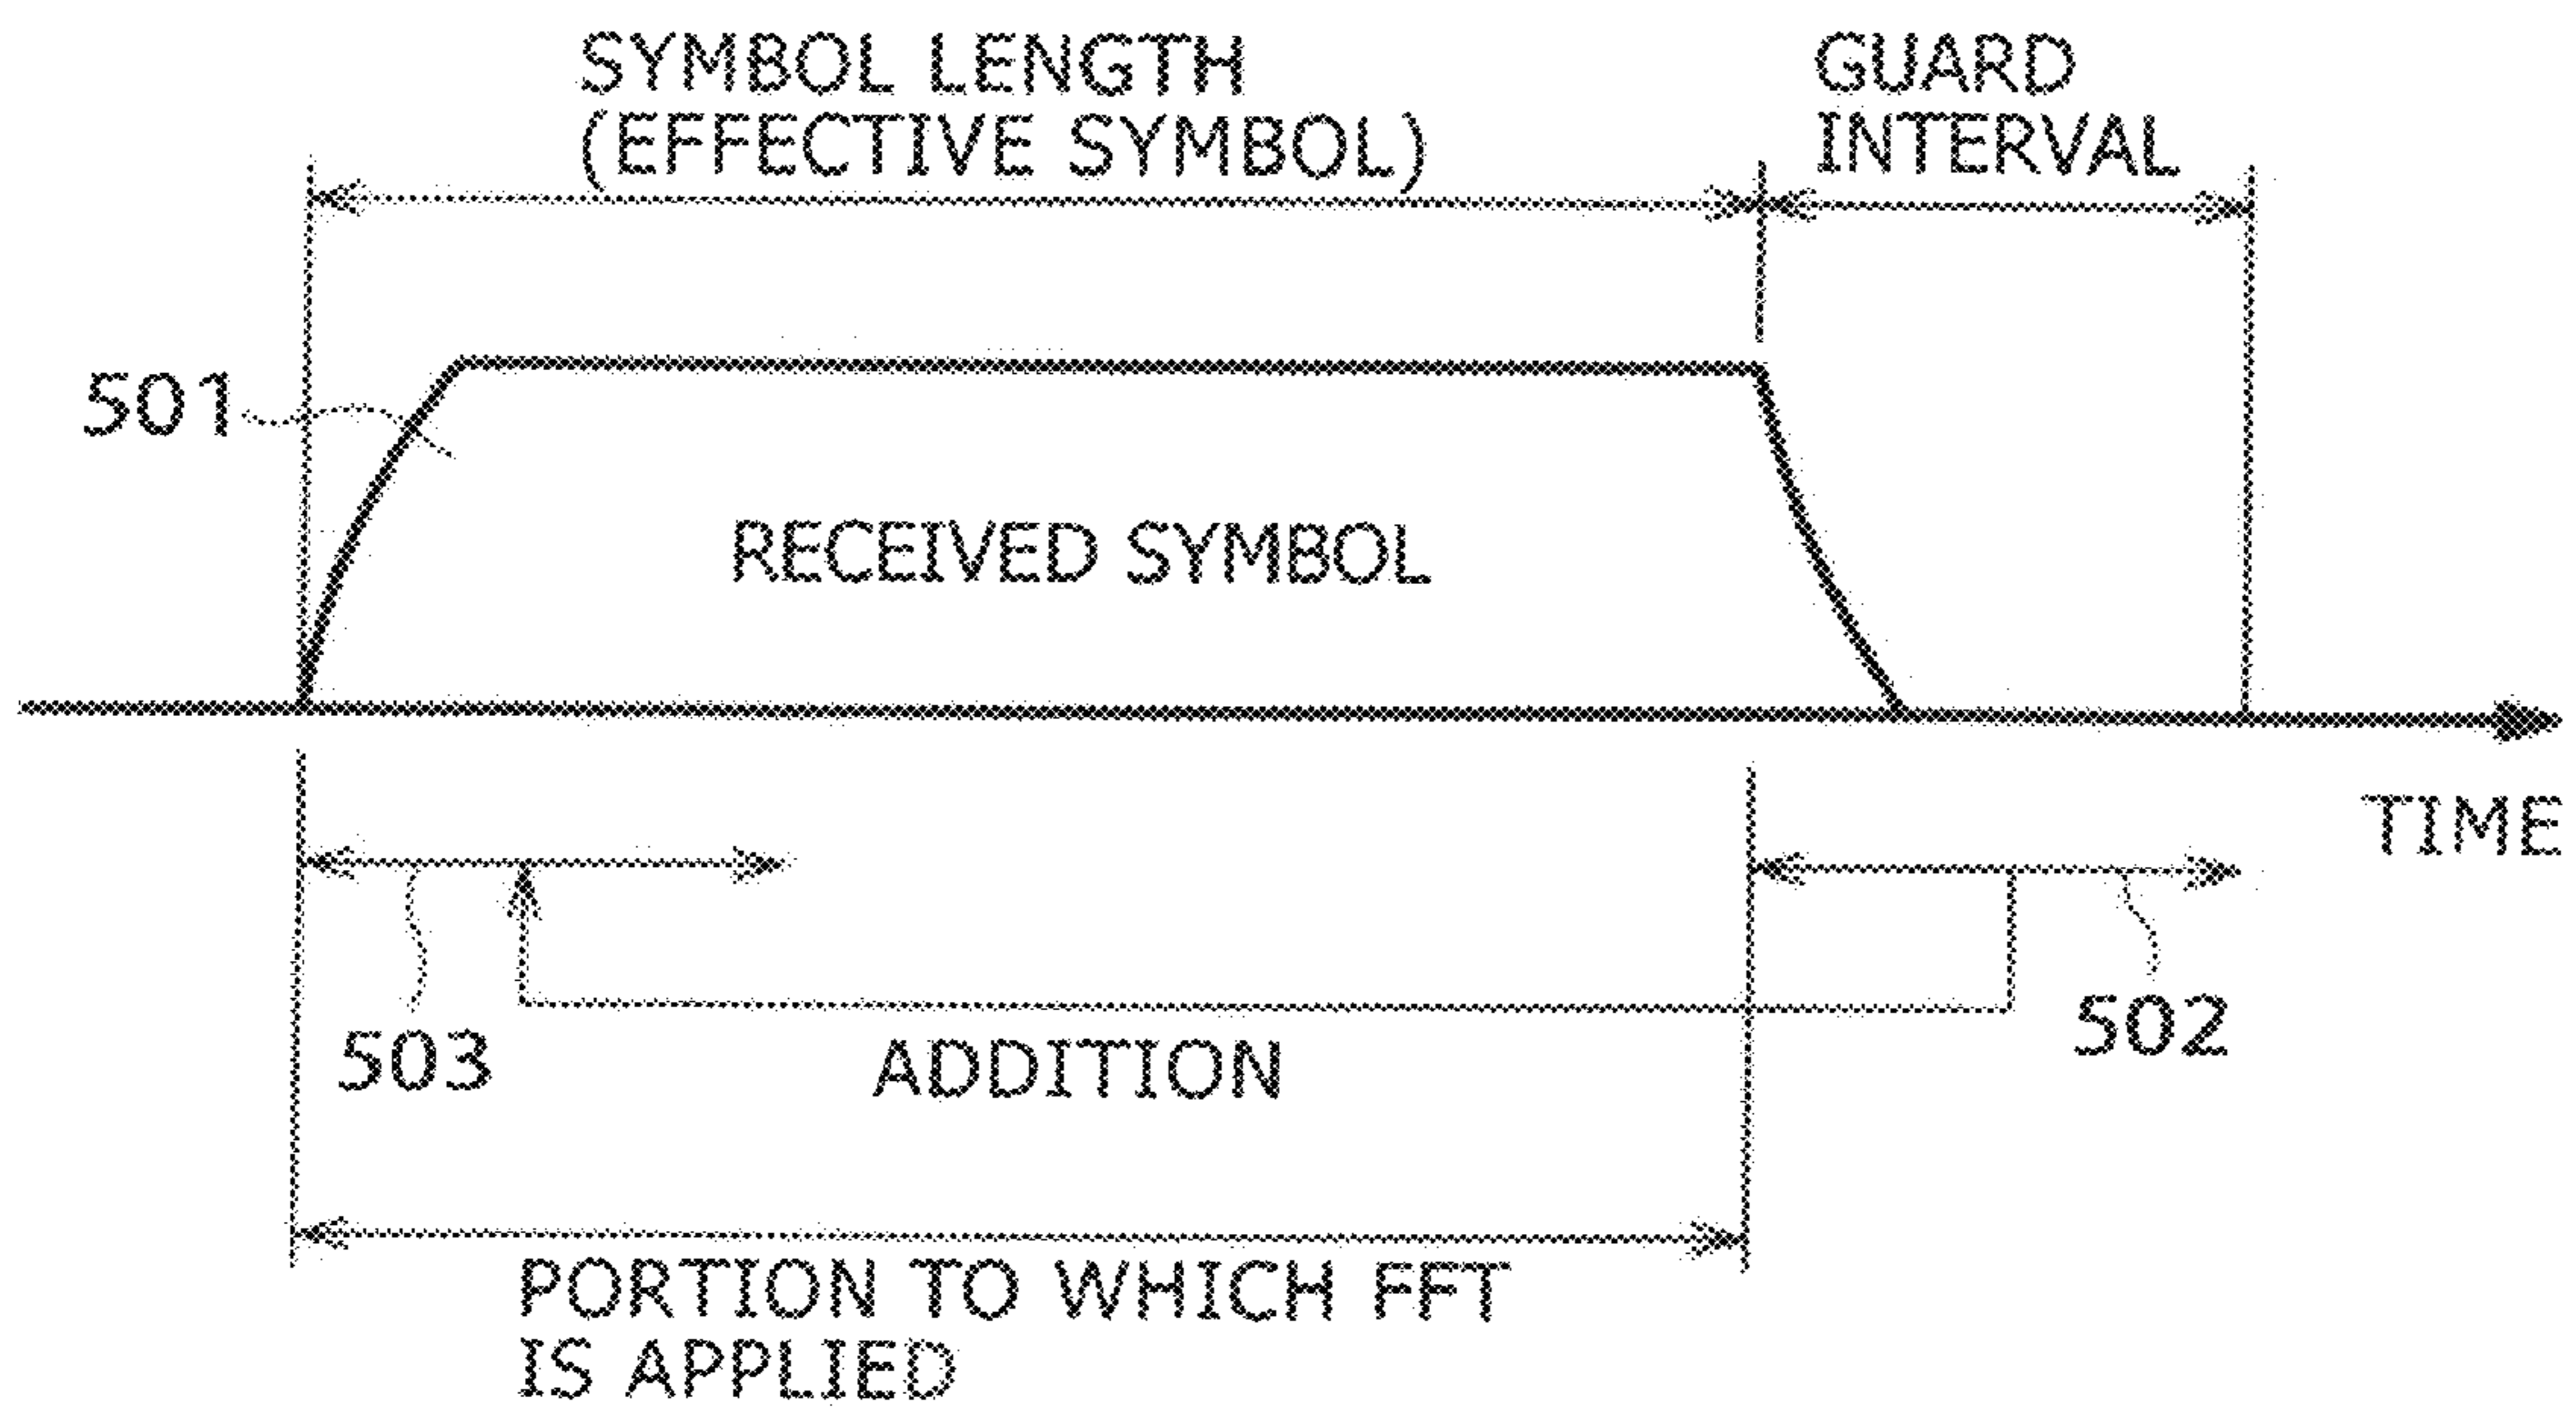 SYMBOL LENGTH
(EFFECTIVE SYMBOL)
GUARD
INTERVAL
501
RECEIVED SYMBOL
TIME
503
502
ADDITION
PORTION TO WHICH FFT
IS APPLIED